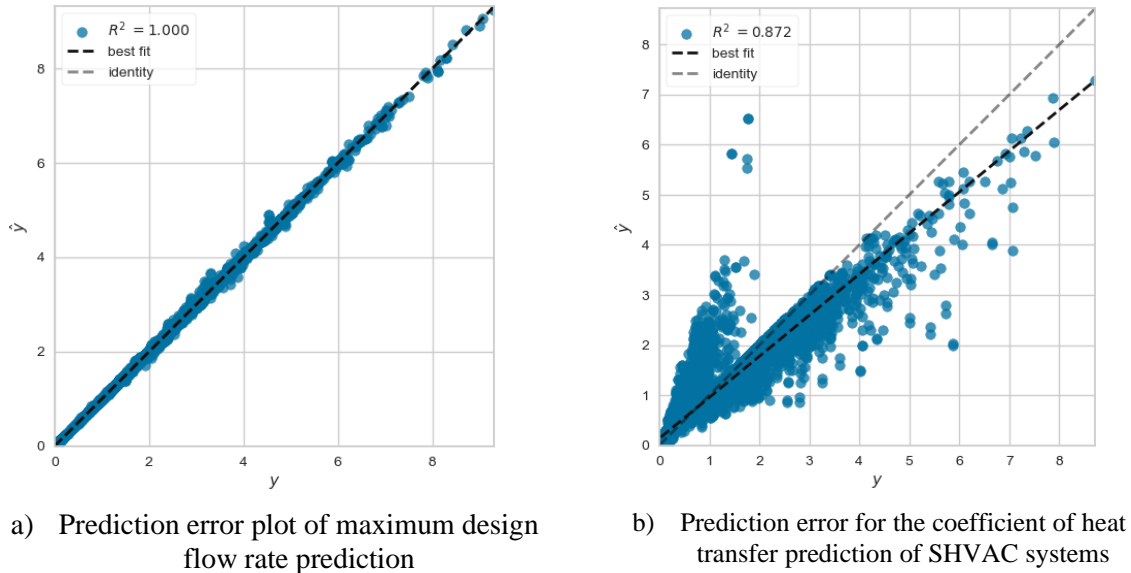 R² = 1.000
best fit
identity
8
6
4
2
0
ŷ
0 2 4 6 8
y
a) Prediction error plot of maximum design
flow rate prediction
R² = 0.872
best fit
identity
8
7
6
5
4
3
2
1
0
ŷ
0 1 2 3 4 5 6 7 8
y
b) Prediction error for the coefficient of heat
transfer prediction of SHVAC systems